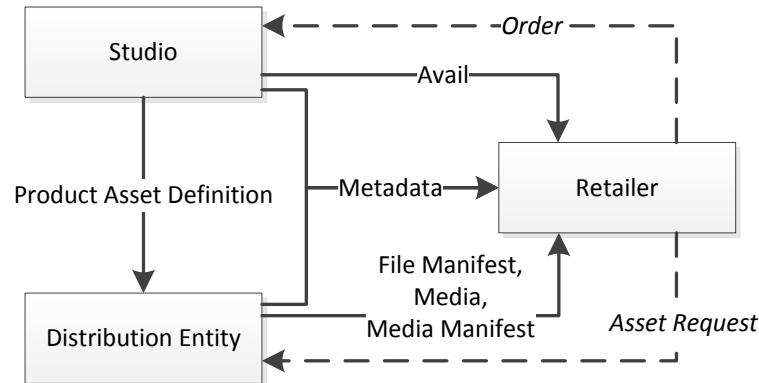 Order
Studio
Avail
Product Asset Definition
Metadata
Retailer
File Manifest,
Media,
Media Manifest
Distribution Entity
Asset Request